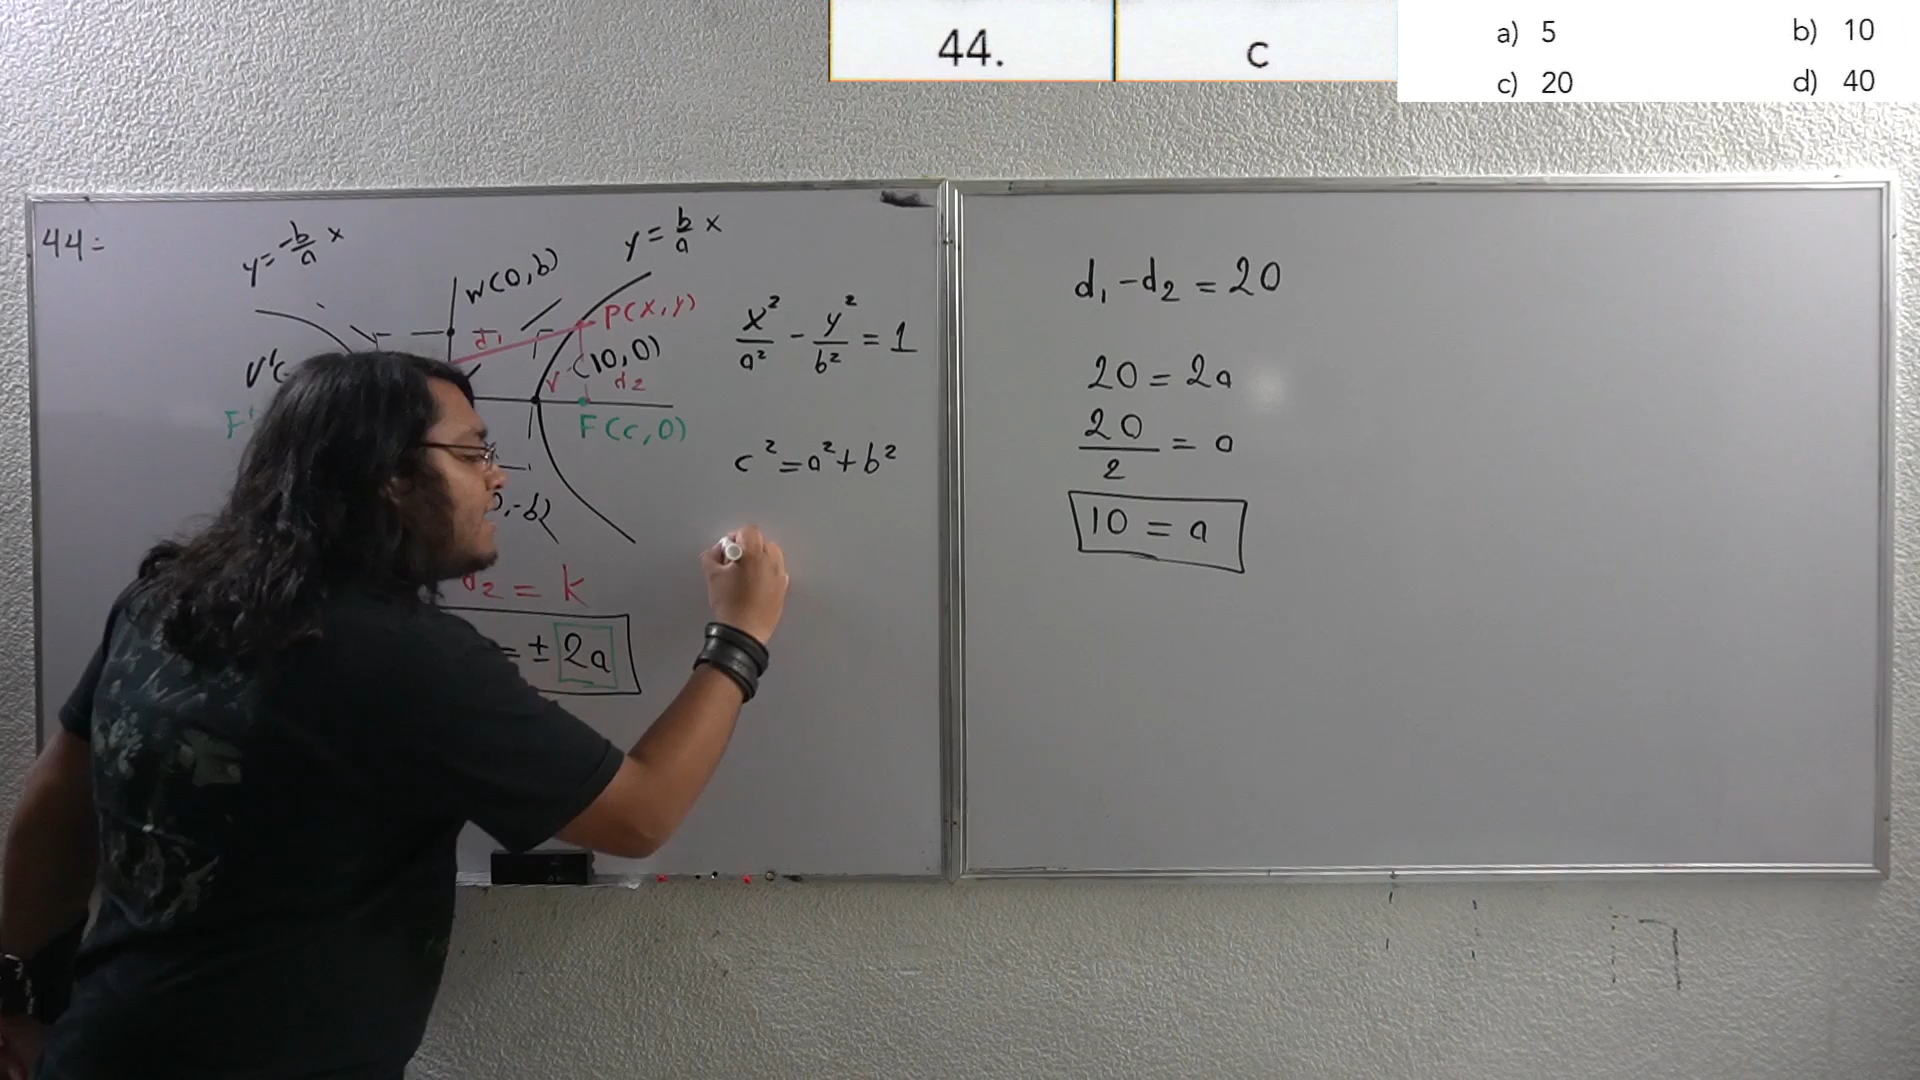 44. c
a) 5 b) 10
c) 20 d) 40
44=
y = -b/a x
y = b/a x
W(0,b)
P(x,y)
d₁
(10,0)
V'(
V
d₂
F'
F(c,0)
,-b)
d₂ = k
= ± 2a
x²/a² - y²/b² = 1
c² = a² + b²
d₁ - d₂ = 20
20 = 2a
20/2 = a
10 = a